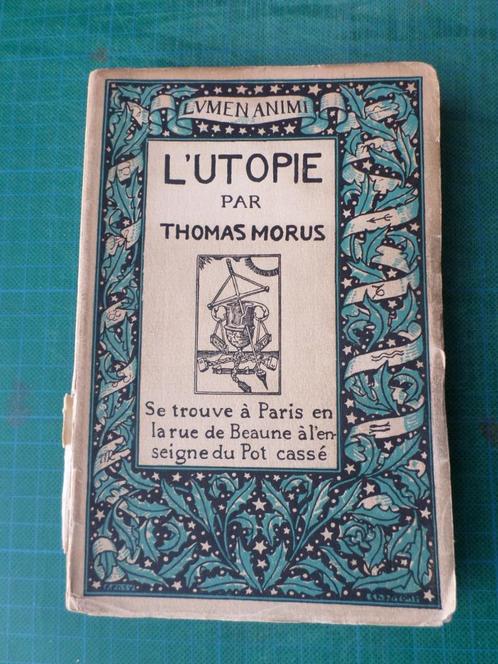 LVMEN ANIMI
L'UTOPIE
PAR
THOMAS MORUS
Se trouve à Paris en
la rue de Beaune à l'en-
seigne du Pot cassé